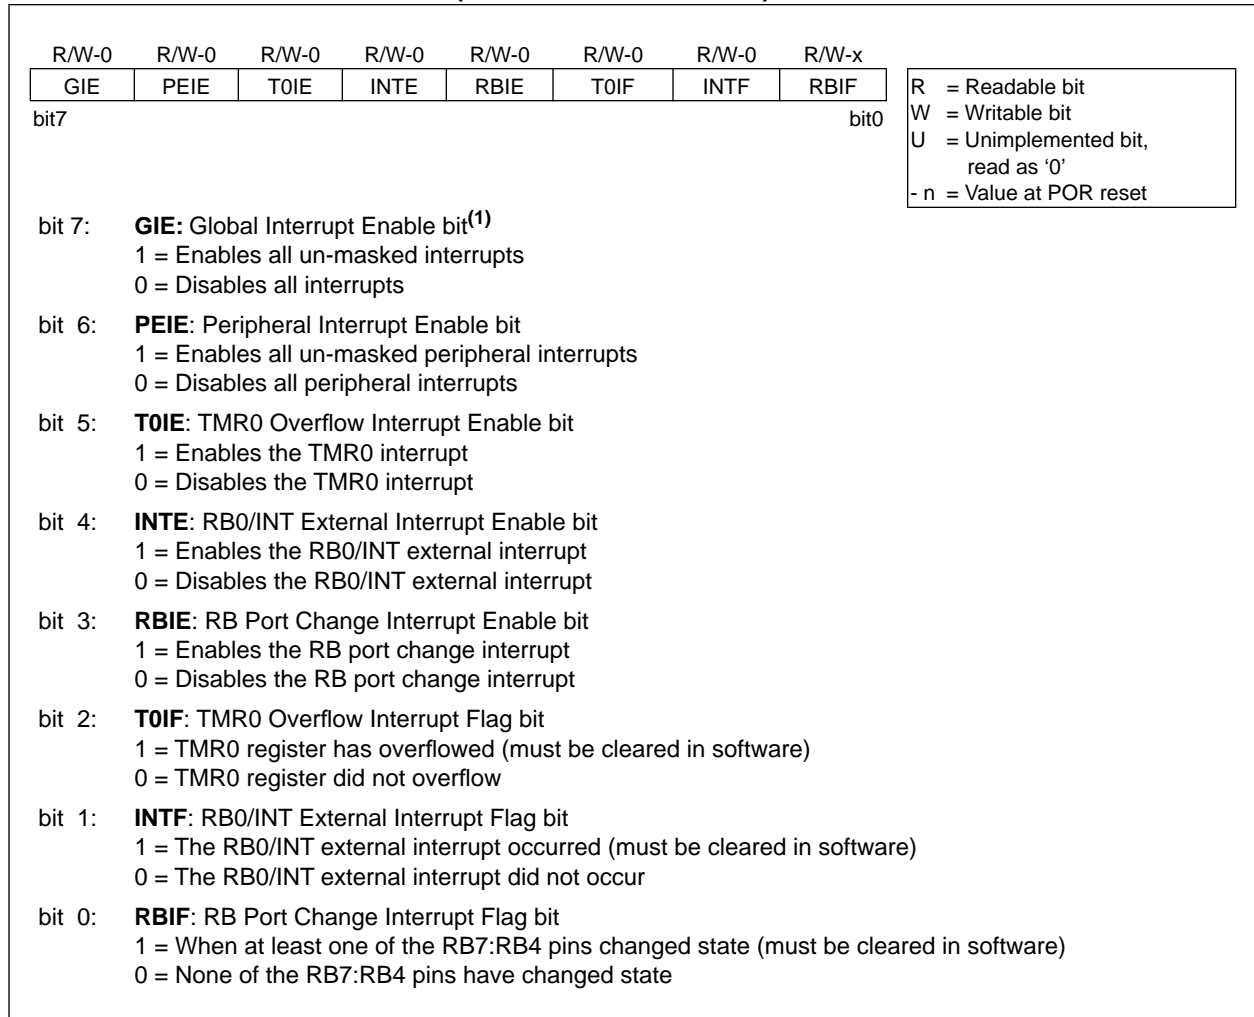 R/W-0 R/W-0 R/W-0 R/W-0 R/W-0 R/W-0 R/W-0 R/W-x
GIE PEIE T0IE INTE RBIE T0IF INTF RBIF
bit7 bit0
R = Readable bit
W = Writable bit
U = Unimplemented bit,
read as ‘0’
- n = Value at POR reset
bit 7: GIE: Global Interrupt Enable bit(1)
1 = Enables all un-masked interrupts
0 = Disables all interrupts
bit 6: PEIE: Peripheral Interrupt Enable bit
1 = Enables all un-masked peripheral interrupts
0 = Disables all peripheral interrupts
bit 5: T0IE: TMR0 Overflow Interrupt Enable bit
1 = Enables the TMR0 interrupt
0 = Disables the TMR0 interrupt
bit 4: INTE: RB0/INT External Interrupt Enable bit
1 = Enables the RB0/INT external interrupt
0 = Disables the RB0/INT external interrupt
bit 3: RBIE: RB Port Change Interrupt Enable bit
1 = Enables the RB port change interrupt
0 = Disables the RB port change interrupt
bit 2: T0IF: TMR0 Overflow Interrupt Flag bit
1 = TMR0 register has overflowed (must be cleared in software)
0 = TMR0 register did not overflow
bit 1: INTF: RB0/INT External Interrupt Flag bit
1 = The RB0/INT external interrupt occurred (must be cleared in software)
0 = The RB0/INT external interrupt did not occur
bit 0: RBIF: RB Port Change Interrupt Flag bit
1 = When at least one of the RB7:RB4 pins changed state (must be cleared in software)
0 = None of the RB7:RB4 pins have changed state